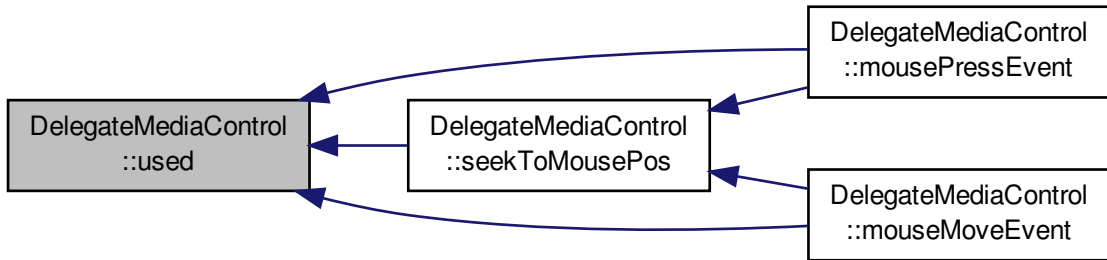 DelegateMediaControl
::used
DelegateMediaControl
::seekToMousePos
DelegateMediaControl
::mousePressEvent
DelegateMediaControl
::mouseMoveEvent